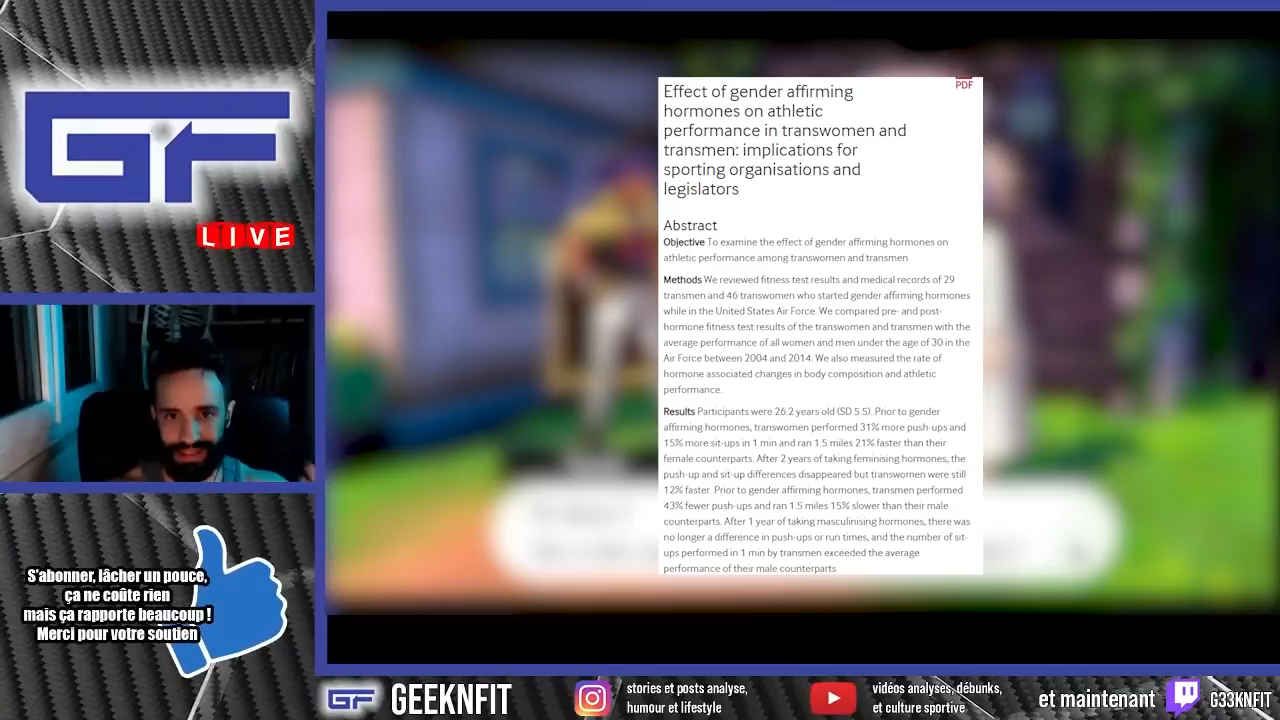 GF
LIVE
S'abonner, lâcher un pouce,
ça ne coûte rien
mais ça rapporte beaucoup !
Merci pour votre soutien
PDF
Effect of gender affirming
hormones on athletic
performance in transwomen and
transmen: implications for
sporting organisations and
legislators
Abstract
Objective To examine the effect of gender affirming hormones on
athletic performance among transwomen and transmen.
Methods We reviewed fitness test results and medical records of 29
transmen and 46 transwomen who started gender affirming hormones
while in the United States Air Force. We compared pre- and post-
hormone fitness test results of the transwomen and transmen with the
average performance of all women and men under the age of 30 in the
Air Force between 2004 and 2014. We also measured the rate of
hormone associated changes in body composition and athletic
performance.
Results Participants were 26.2 years old (SD 5.5). Prior to gender
affirming hormones, transwomen performed 31% more push-ups and
15% more sit-ups in 1 min and ran 1.5 miles 21% faster than their
female counterparts. After 2 years of taking feminising hormones, the
push-up and sit-up differences disappeared but transwomen were still
12% faster. Prior to gender affirming hormones, transmen performed
43% fewer push-ups and ran 1.5 miles 15% slower than their male
counterparts. After 1 year of taking masculinising hormones, there was
no longer a difference in push-ups or run times, and the number of sit-
ups performed in 1 min by transmen exceeded the average
performance of their male counterparts.
GF GEEKNFIT
stories et posts analyse,
humour et lifestyle
vidéos analyses, débunks,
et culture sportive
et maintenant
G33KNFIT